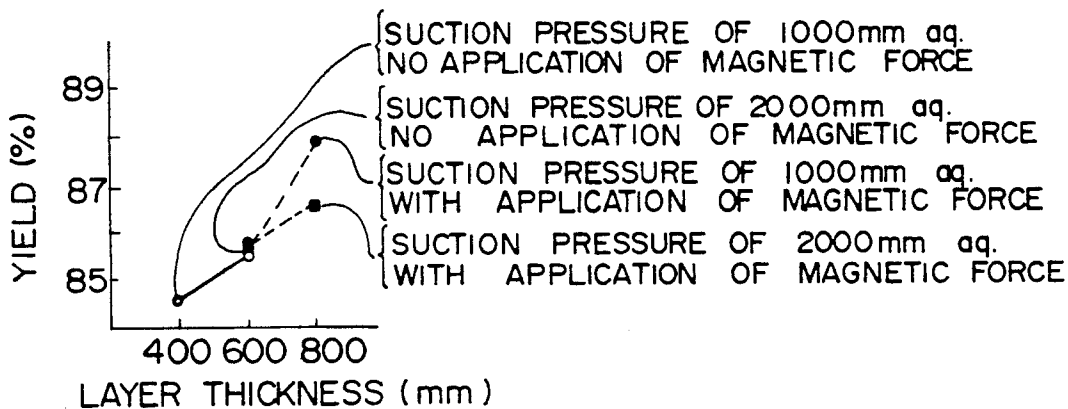 SUCTION PRESSURE OF 1000mm aq.
NO APPLICATION OF MAGNETIC FORCE
SUCTION PRESSURE OF 2000mm aq.
NO APPLICATION OF MAGNETIC FORCE
SUCTION PRESSURE OF 1000mm aq.
WITH APPLICATION OF MAGNETIC FORCE
SUCTION PRESSURE OF 2000mm aq.
WITH APPLICATION OF MAGNETIC FORCE
YIELD (%)
89
87
85
400 600 800
LAYER THICKNESS (mm)